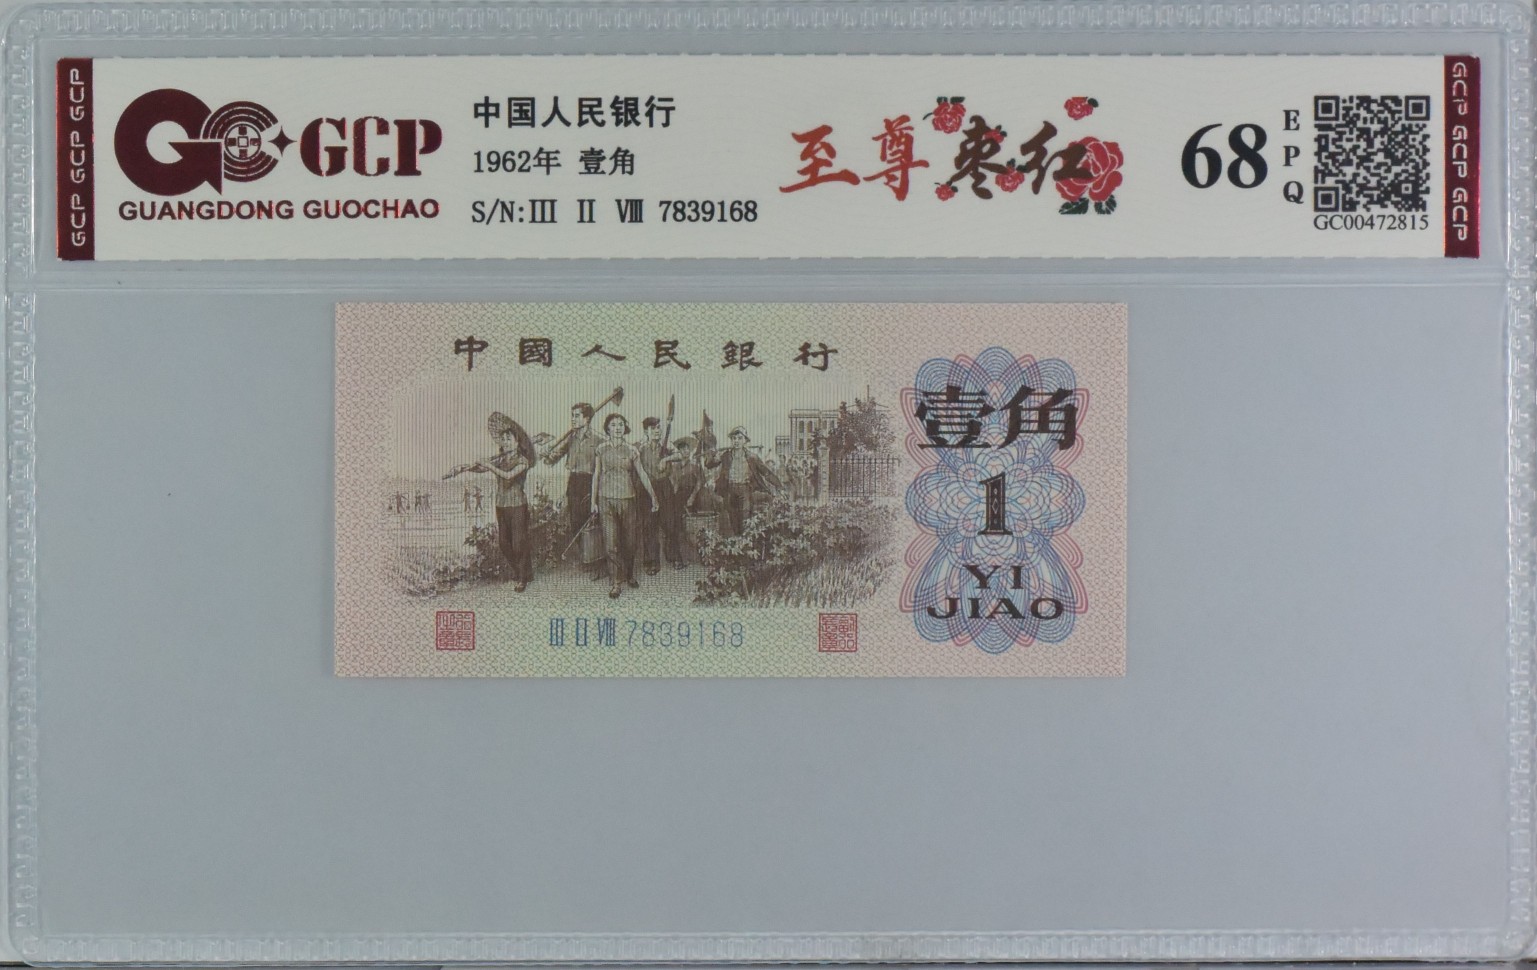 GCP GCP GCP
GCP
GUANGDONG GUOCHAO
中国人民银行
1962年 壹角
S/N:Ⅲ Ⅱ Ⅷ 7839168
至尊枣红
68
EPQ
GC00472815
GCP GCP GCP
中國人民銀行
壹角
1
YI
JIAO
Ⅲ Ⅱ Ⅷ 7839168